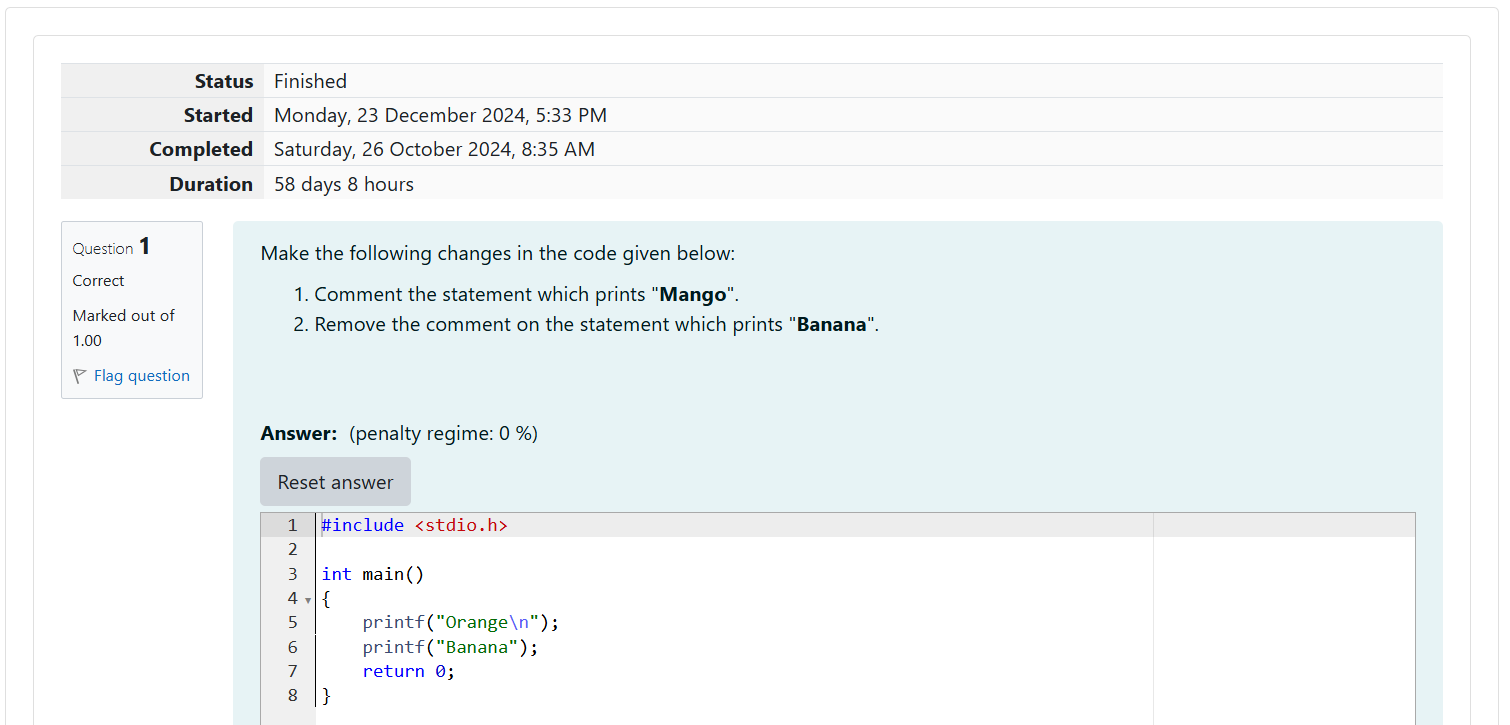 Status Finished
Started Monday, 23 December 2024, 5:33 PM
Completed Saturday, 26 October 2024, 8:35 AM
Duration 58 days 8 hours
Question 1
Correct
Marked out of
1.00
Flag question
Make the following changes in the code given below:
1. Comment the statement which prints "Mango".
2. Remove the comment on the statement which prints "Banana".
Answer: (penalty regime: 0 %)
Reset answer
1 #include <stdio.h>
2
3 int main()
4 {
5     printf("Orange\n");
6     printf("Banana");
7     return 0;
8 }